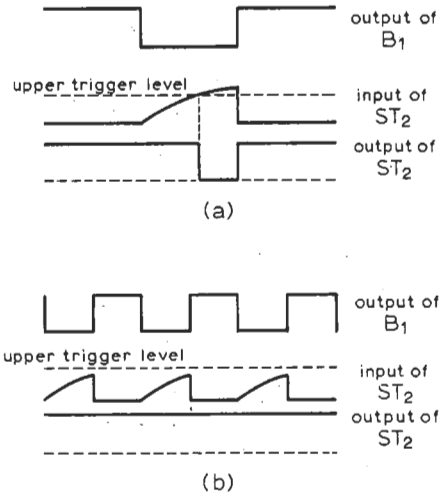 output of
B1
upper trigger level
input of
ST2
output of
ST2
(a)
output of
B1
upper trigger level
input of
ST2
output of
ST2
(b)